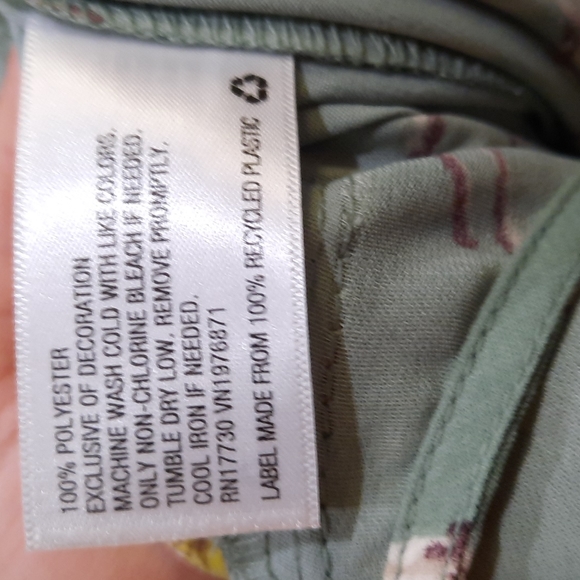 100% POLYESTER
EXCLUSIVE OF DECORATION
MACHINE WASH COLD WITH LIKE COLORS.
ONLY NON-CHLORINE BLEACH IF NEEDED.
TUMBLE DRY LOW. REMOVE PROMPTLY.
COOL IRON IF NEEDED.
RN17730 VN1976871
LABEL MADE FROM 100% RECYCLED PLASTIC